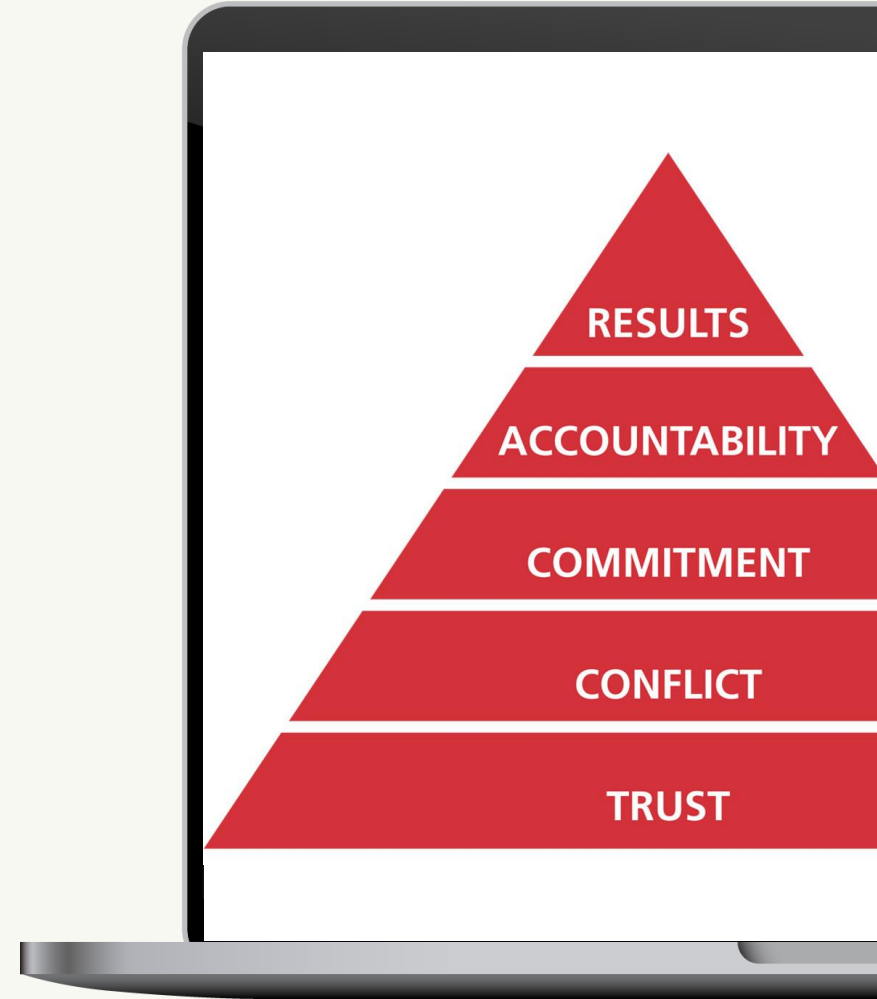 RESULTS
ACCOUNTABILITY
COMMITMENT
CONFLICT
TRUST